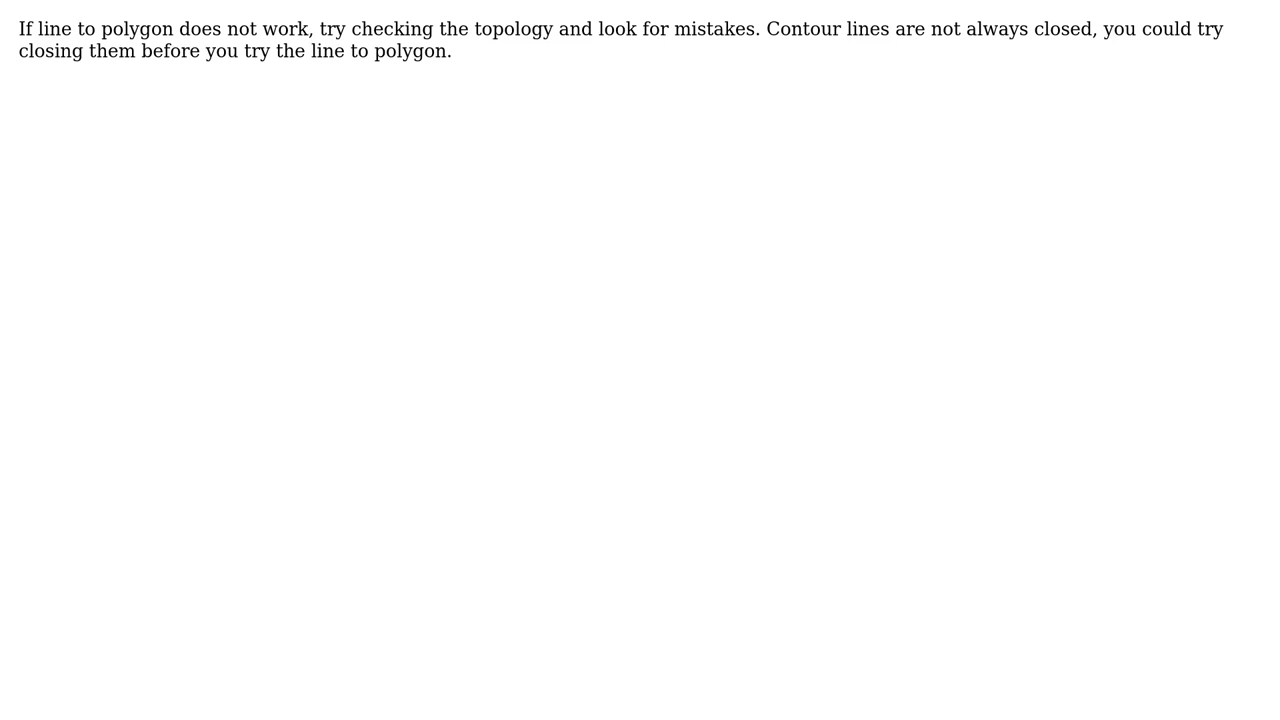 If line to polygon does not work, try checking the topology and look for mistakes. Contour lines are not always closed, you could try
closing them before you try the line to polygon.